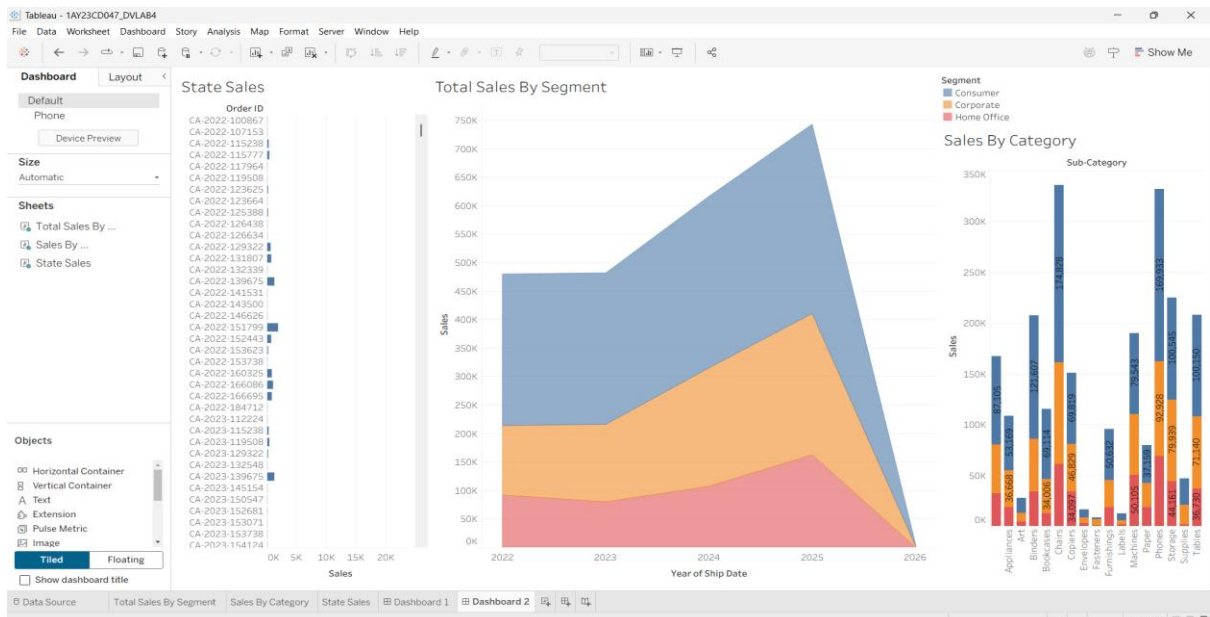 Tableau - 1AY23CD047_DVLAB4
File Data Worksheet Dashboard Story Analysis Map Format Server Window Help
Show Me
Dashboard Layout
Default
Phone
Device Preview
Size
Automatic
Sheets
Total Sales By ...
Sales By ...
State Sales
Objects
Horizontal Container
Vertical Container
Text
Extension
Pulse Metric
Image
Tiled Floating
Show dashboard title
State Sales
Order ID
CA-2022-100867
CA-2022-107153
CA-2022-115238
CA-2022-115777
CA-2022-117964
CA-2022-119508
CA-2022-123625
CA-2022-123664
CA-2022-125388
CA-2022-126438
CA-2022-126634
CA-2022-129322
CA-2022-131807
CA-2022-132339
CA-2022-139675
CA-2022-141531
CA-2022-143500
CA-2022-146626
CA-2022-151799
CA-2022-152443
CA-2022-153623
CA-2022-153738
CA-2022-160325
CA-2022-166086
CA-2022-166695
CA-2022-184712
CA-2023-112224
CA-2023-115238
CA-2023-119508
CA-2023-129322
CA-2023-132548
CA-2023-139675
CA-2023-145154
CA-2023-150547
CA-2023-152681
CA-2023-153071
CA-2023-153738
CA-2023-154124
0K 5K 10K 15K 20K
Sales
Total Sales By Segment
750K
700K
650K
600K
550K
500K
450K
400K
350K
300K
250K
200K
150K
100K
50K
0K
Sales
2022 2023 2024 2025 2026
Year of Ship Date
Segment
Consumer
Corporate
Home Office
Sales By Category
Sub-Category
350K
300K
250K
200K
150K
100K
50K
0K
Sales
87,105
53,169
36,668
121,607
69,114
34,006
174,828
69,819
46,829
34,097
50,632
79,543
50,105
37,159
169,933
92,928
100,545
79,939
44,161
100,150
71,140
36,730
Appliances
Art
Binders
Bookcases
Chairs
Copiers
Envelopes
Fasteners
Furnishings
Labels
Machines
Paper
Phones
Storage
Supplies
Tables
Data Source Total Sales By Segment Sales By Category State Sales Dashboard 1 Dashboard 2